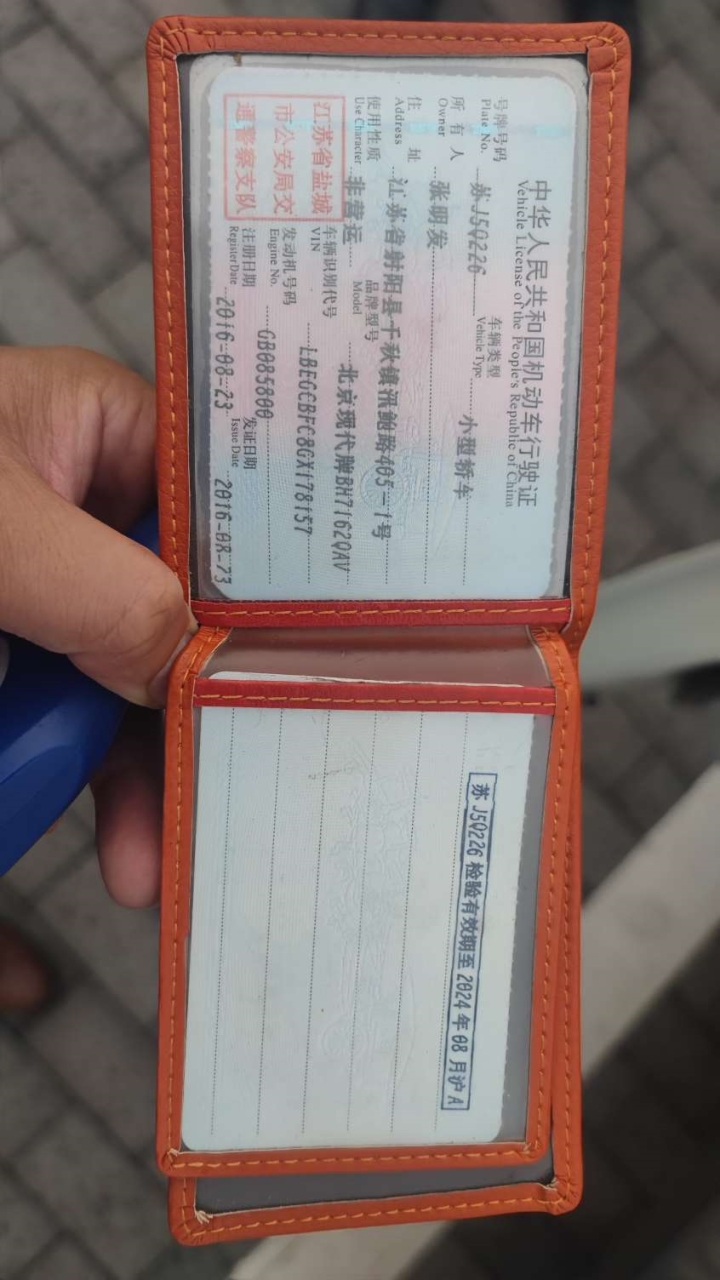 中华人民共和国机动车行驶证
Vehicle License of the People's Republic of China
号牌号码 苏J5Q226 车辆类型 小型轿车
Plate No. Vehicle Type
所有人 张明发
Owner
住址 江苏省射阳县千秋镇 路405-1号
Address
使用性质 非营运 品牌型号 北京现代牌BH7162QAV
Use Character Model
江苏省盐城
市公安局交
通警察支队
车辆识别代号 LBECCBFC8GX178157
VIN
发动机号码 GB085800
Engine No.
注册日期 2016-08-23 发证日期 2016-08-23
Register Date Issue Date
苏J5Q226 检验有效期至 2024年08月沪A